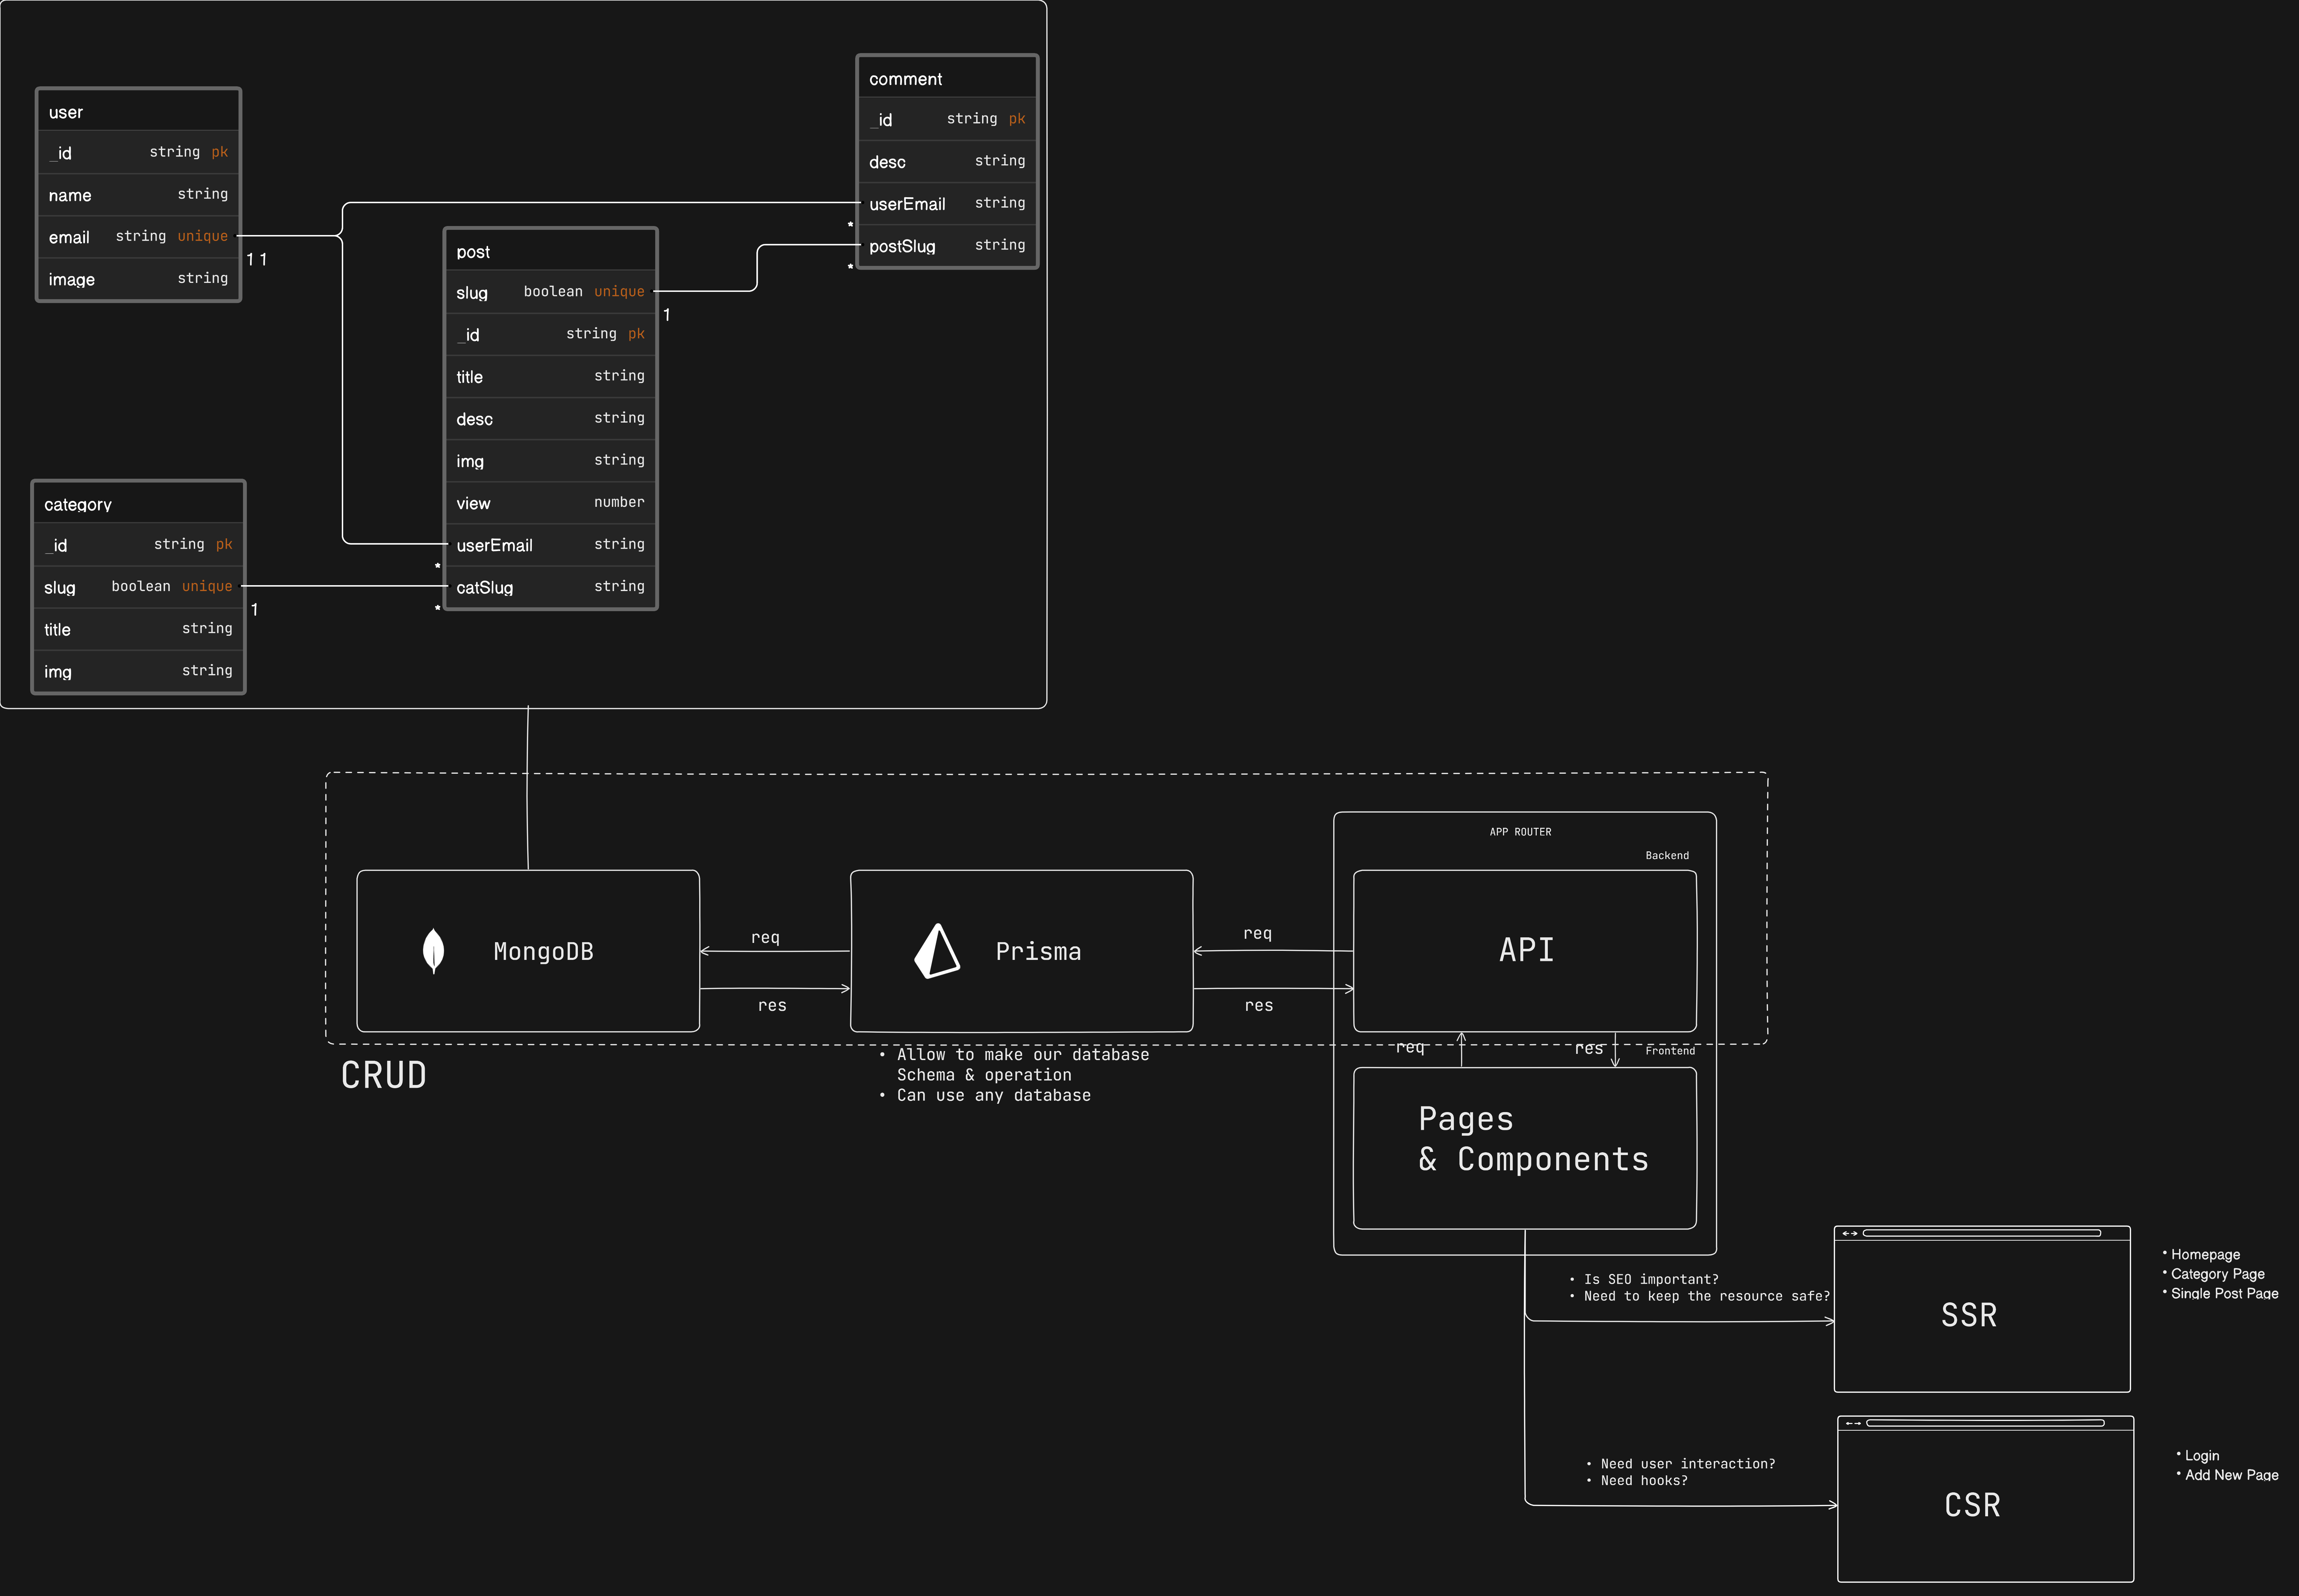 user
_id string pk
name string
email string unique
image string
1 1
comment
_id string pk
desc string
userEmail string
*
postSlug string
*
post
slug boolean unique
1
_id string pk
title string
desc string
img string
view number
userEmail string
*
catSlug string
*
category
_id string pk
slug boolean unique
1
title string
img string
APP ROUTER
Backend
MongoDB
req
res
Prisma
req
res
API
CRUD
• Allow to make our database
Schema & operation
• Can use any database
req
res
Frontend
Pages
& Components
• Is SEO important?
• Need to keep the resource safe?
SSR
• Homepage
• Category Page
• Single Post Page
• Need user interaction?
• Need hooks?
CSR
• Login
• Add New Page